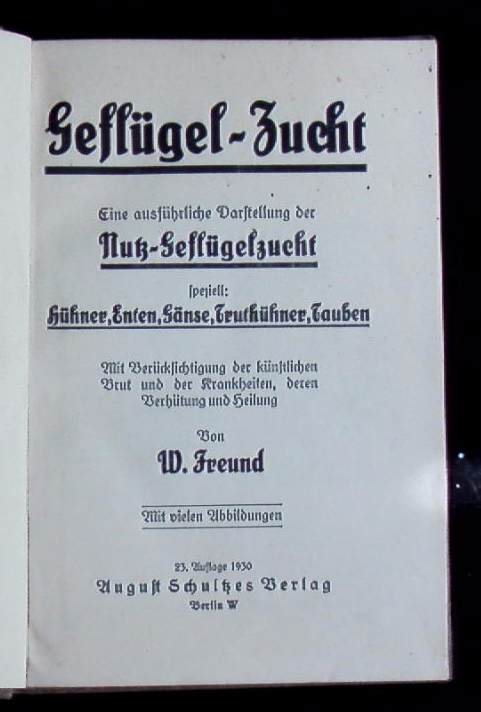 Geflügel-Zucht
Eine ausführliche Darstellung der
Nutz-Geflügelzucht
speziell:
Hühner, Enten, Gänse, Truthühner, Tauben
Mit Berücksichtigung der künstlichen
Brut und der Krankheiten, deren
Verhütung und Heilung
Von
W. Freund
Mit vielen Abbildungen
23. Auflage 1930
August Schultzes Verlag
Berlin W